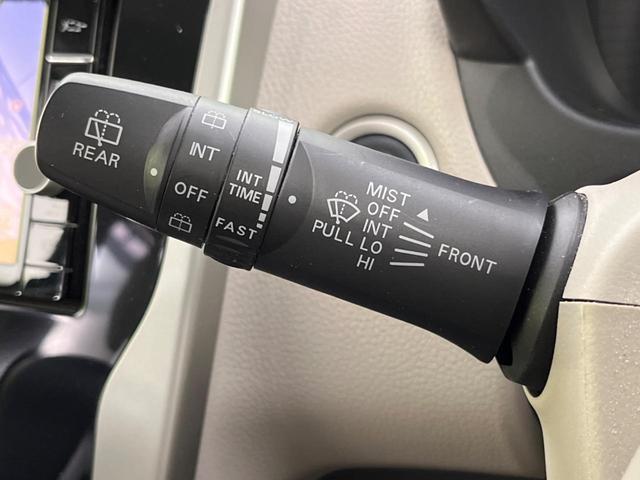 REAR
INT
OFF
INT
TIME
FAST
PULL
MIST
OFF
INT
LO
HI
FRONT